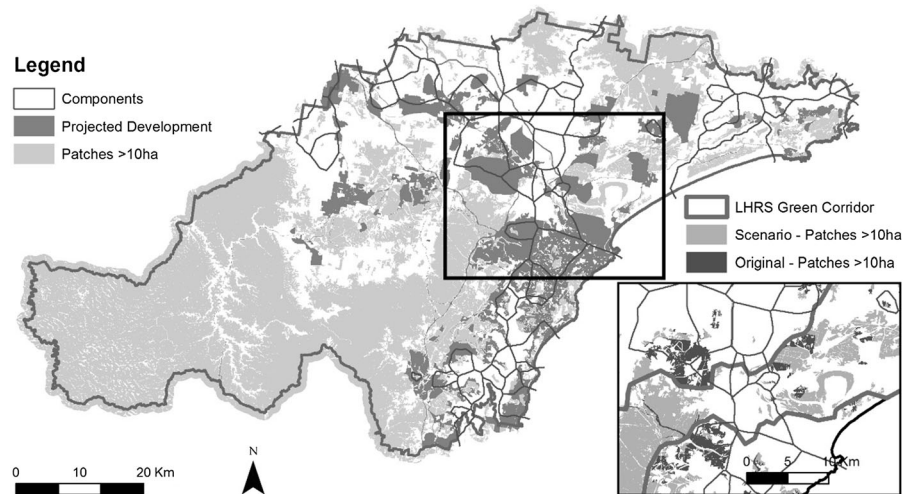 Legend
Components
Projected Development
Patches >10ha
LHRS Green Corridor
Scenario - Patches >10ha
Original - Patches >10ha
N
0 10 20 Km
0 5 10 Km